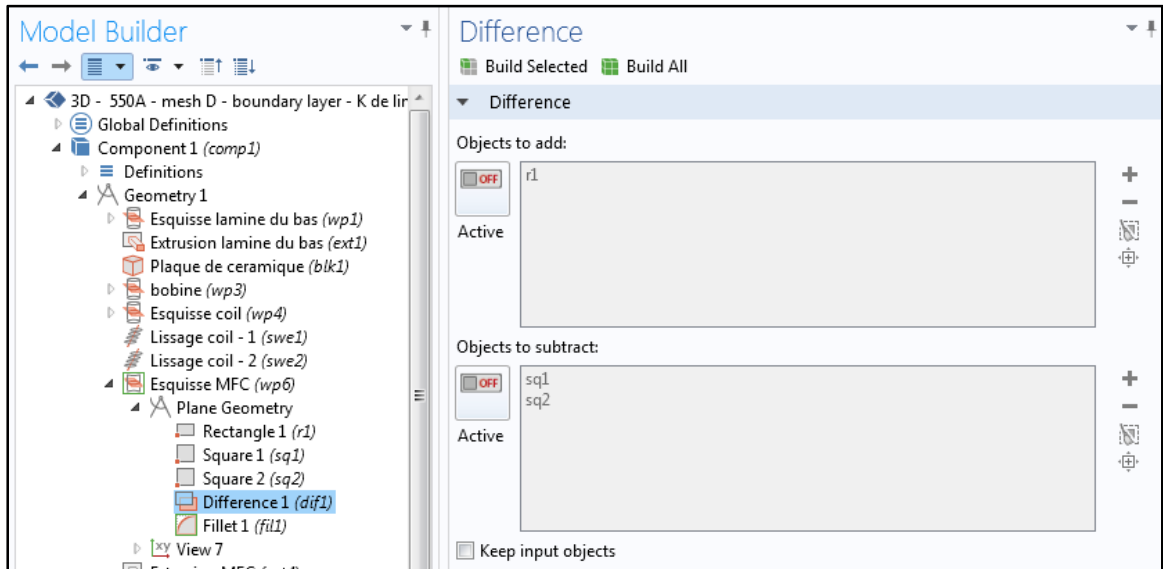 Model Builder
3D - 550A - mesh D - boundary layer - K de lir
Global Definitions
Component 1 (comp1)
Definitions
Geometry 1
Esquisse lamine du bas (wp1)
Extrusion lamine du bas (ext1)
Plaque de ceramique (blk1)
bobine (wp3)
Esquisse coil (wp4)
Lissage coil - 1 (swe1)
Lissage coil - 2 (swe2)
Esquisse MFC (wp6)
Plane Geometry
Rectangle 1 (r1)
Square 1 (sq1)
Square 2 (sq2)
Difference 1 (dif1)
Fillet 1 (fil1)
xy View 7
Difference
Build Selected Build All
Difference
Objects to add:
OFF r1
Active
Objects to subtract:
OFF sq1
sq2
Active
Keep input objects